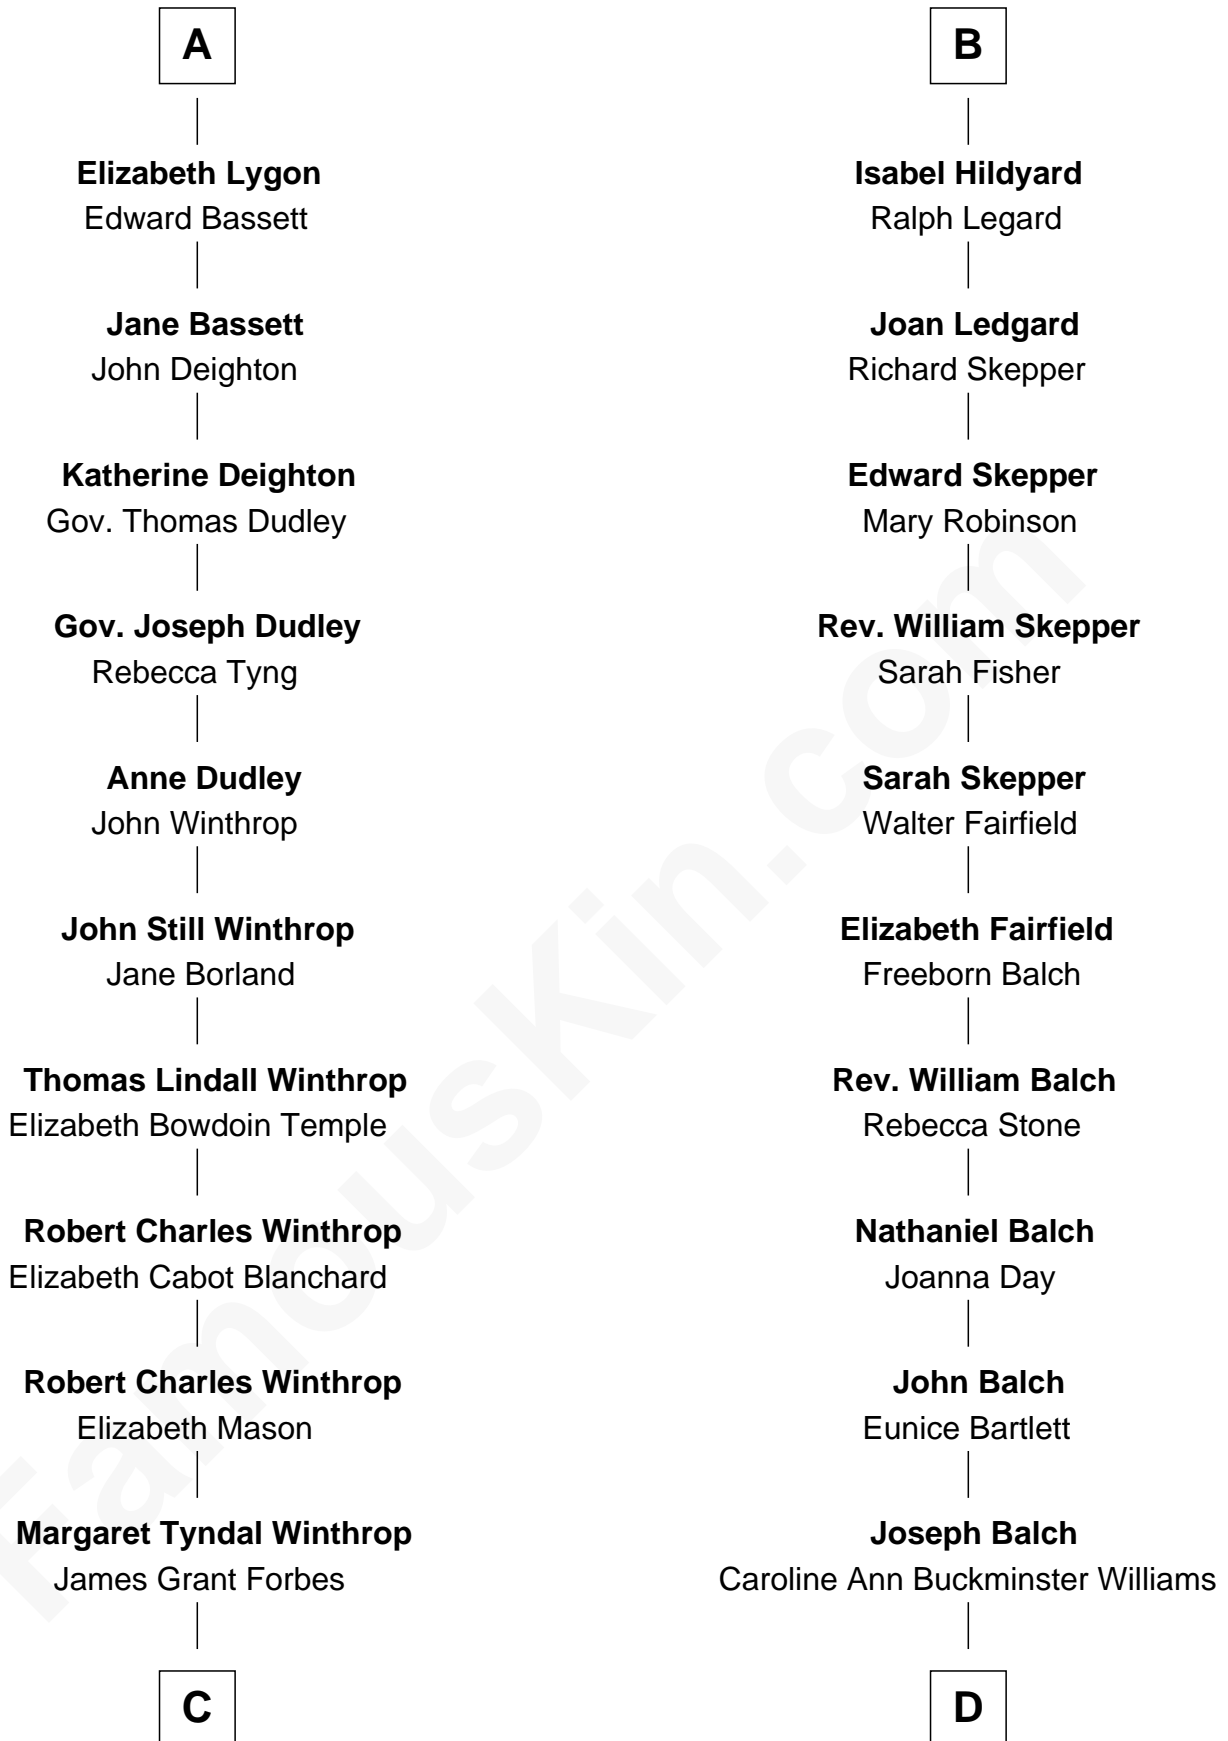 A
Elizabeth Lygon
Edward Bassett
Jane Bassett
John Deighton
Katherine Deighton
Gov. Thomas Dudley
Gov. Joseph Dudley
Rebecca Tyng
Anne Dudley
John Winthrop
John Still Winthrop
Jane Borland
Thomas Lindall Winthrop
Elizabeth Bowdoin Temple
Robert Charles Winthrop
Elizabeth Cabot Blanchard
Robert Charles Winthrop
Elizabeth Mason
Margaret Tyndal Winthrop
James Grant Forbes
C
B
Isabel Hildyard
Ralph Legard
Joan Ledgard
Richard Skepper
Edward Skepper
Mary Robinson
Rev. William Skepper
Sarah Fisher
Sarah Skepper
Walter Fairfield
Elizabeth Fairfield
Freeborn Balch
Rev. William Balch
Rebecca Stone
Nathaniel Balch
Joanna Day
John Balch
Eunice Bartlett
Joseph Balch
Caroline Ann Buckminster Williams
D
FamousKin.com